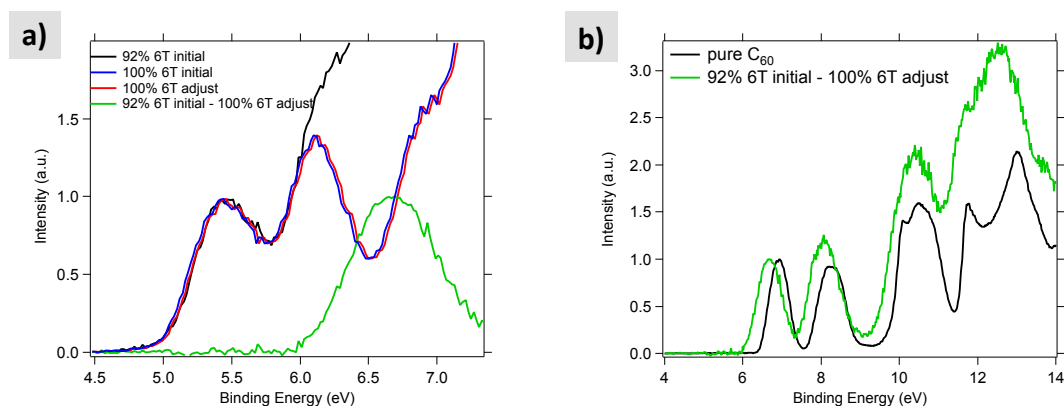 a)
92% 6T initial
100% 6T initial
100% 6T adjust
92% 6T initial - 100% 6T adjust
Intensity (a.u.)
1.5
1.0
0.5
0.0
4.5 5.0 5.5 6.0 6.5 7.0
Binding Energy (eV)
b)
pure C60
92% 6T initial - 100% 6T adjust
Intensity (a.u.)
3.0
2.5
2.0
1.5
1.0
0.5
0.0
4 6 8 10 12 14
Binding Energy (eV)